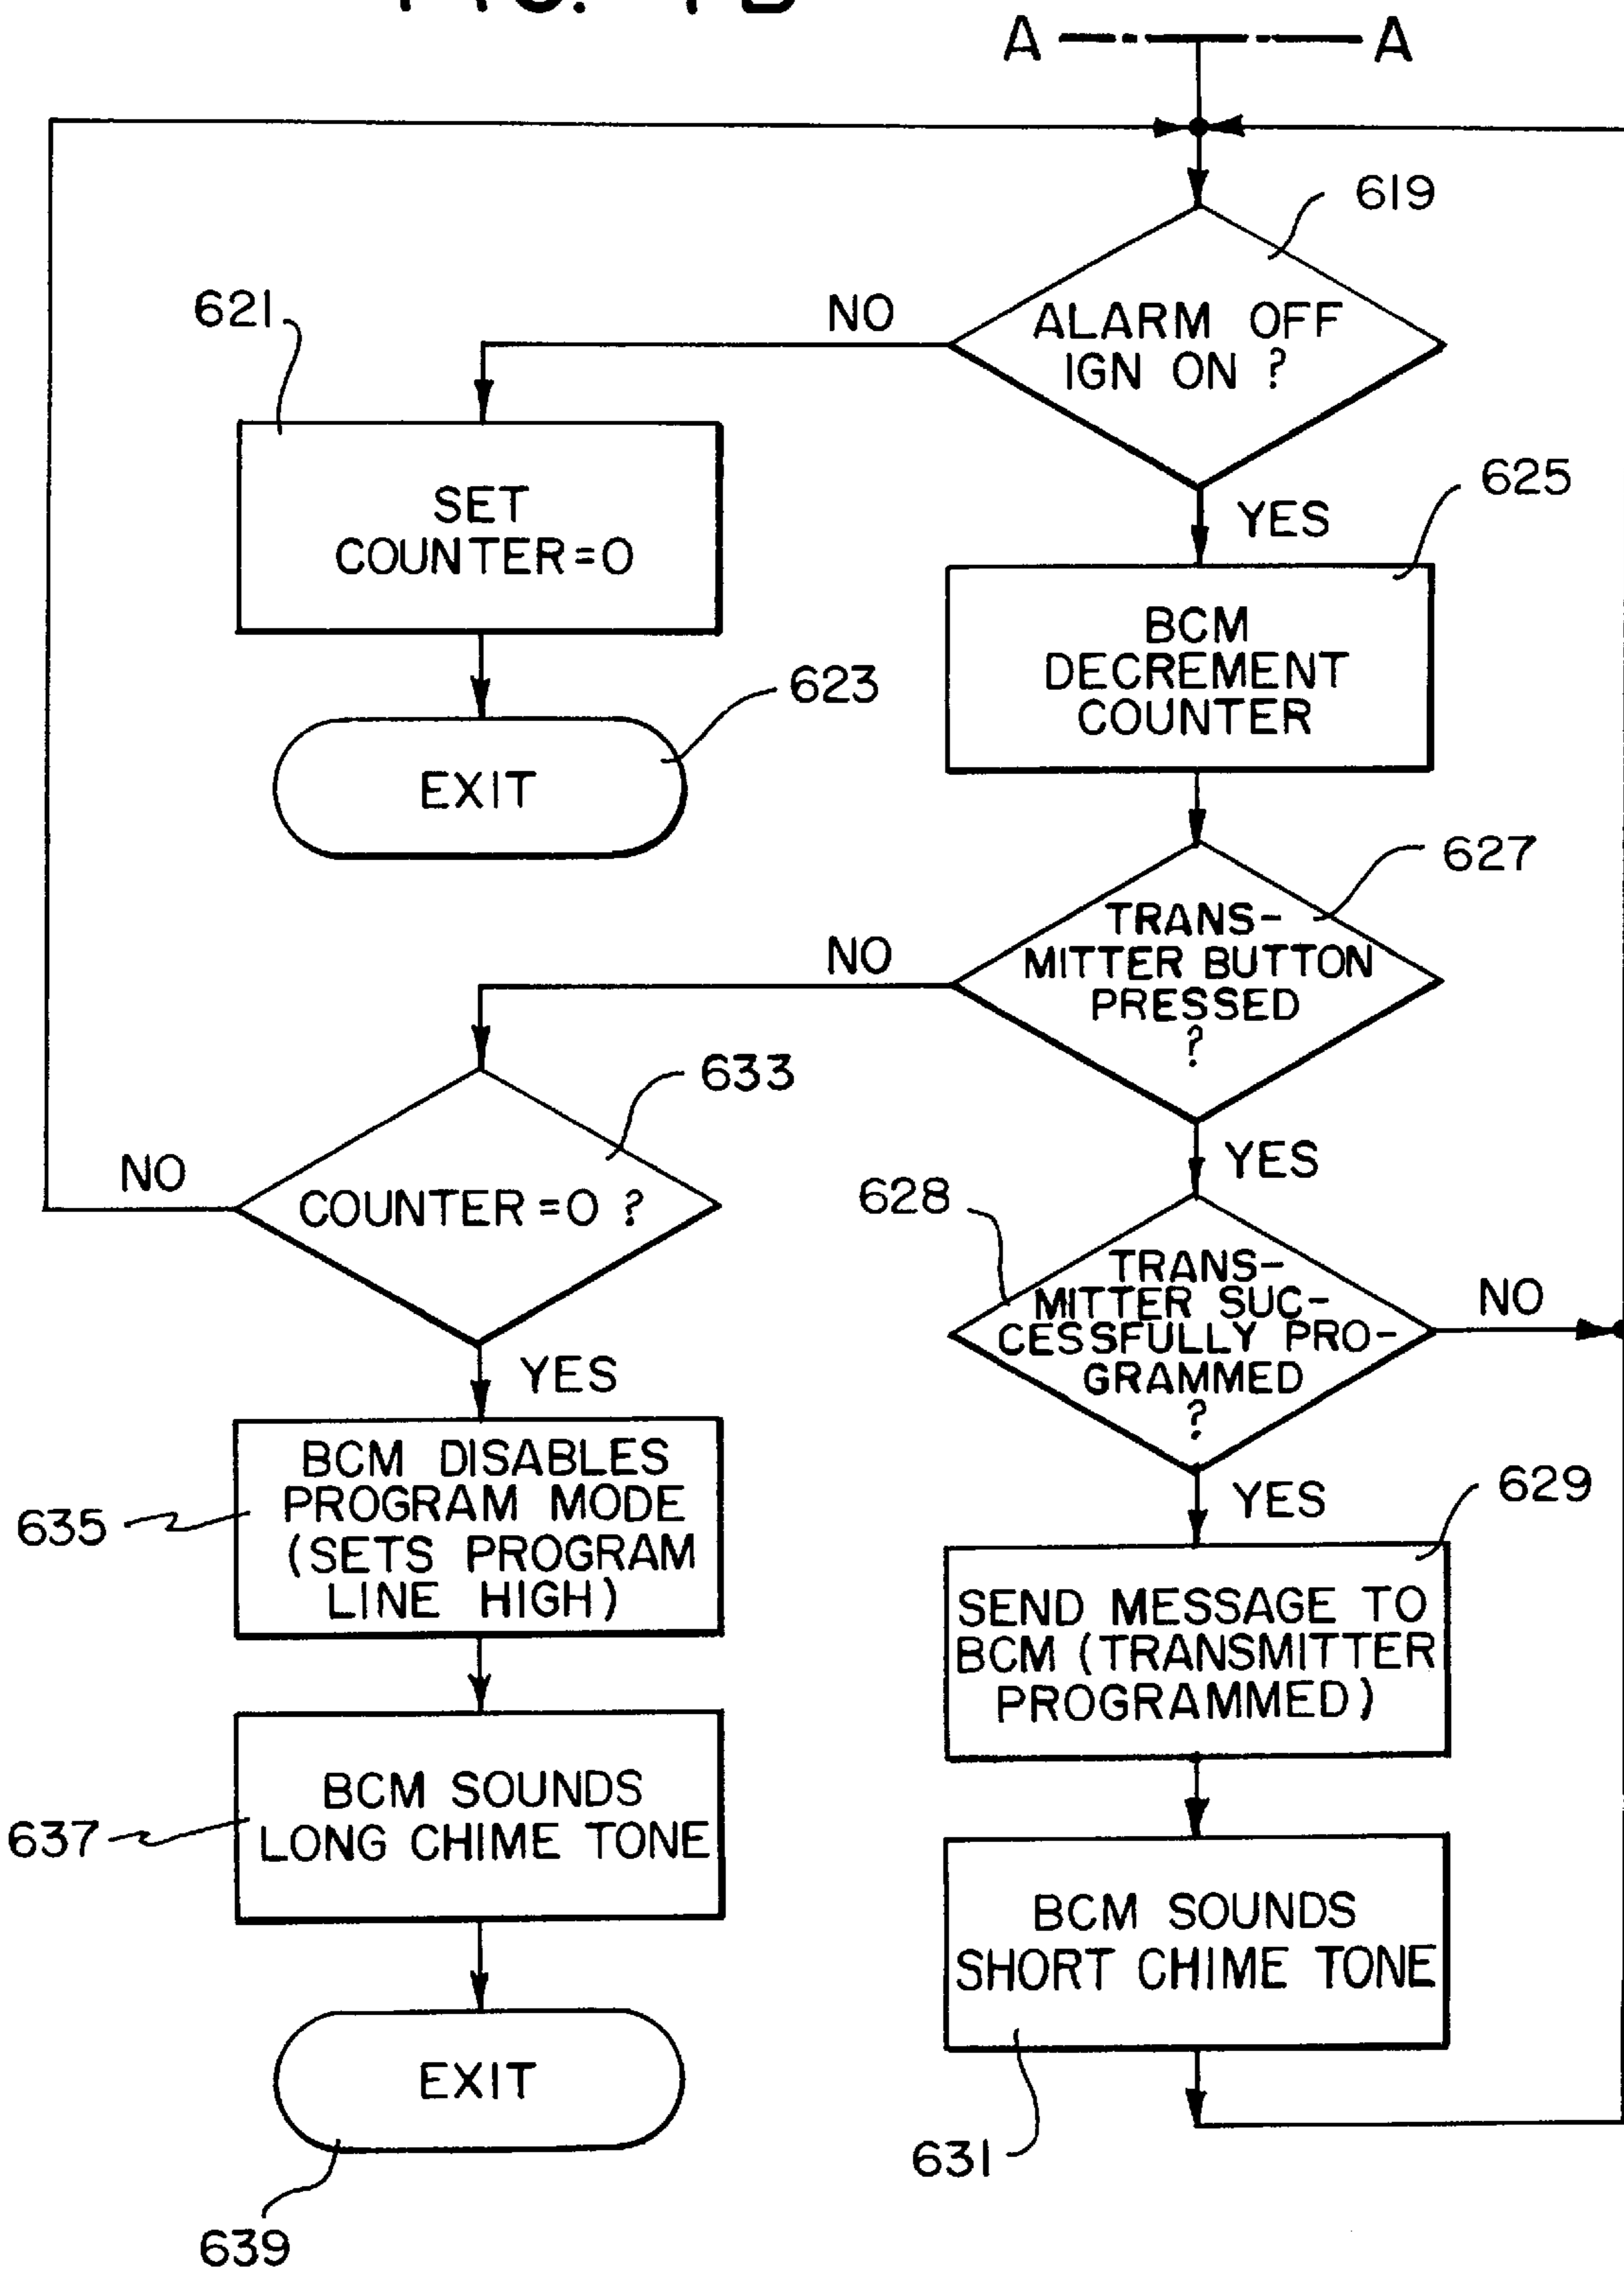 A A
619
ALARM OFF
IGN ON ?
NO
YES
621
SET
COUNTER=0
623
EXIT
625
BCM
DECREMENT
COUNTER
627
TRANS-
MITTER BUTTON
PRESSED
?
NO
YES
633
COUNTER=0 ?
NO
YES
628
TRANS-
MITTER SUC-
CESSFULLY PRO-
GRAMMED
?
NO
YES
635
BCM DISABLES
PROGRAM MODE
(SETS PROGRAM
LINE HIGH)
629
SEND MESSAGE TO
BCM (TRANSMITTER
PROGRAMMED)
637
BCM SOUNDS
LONG CHIME TONE
BCM SOUNDS
SHORT CHIME TONE
631
EXIT
639